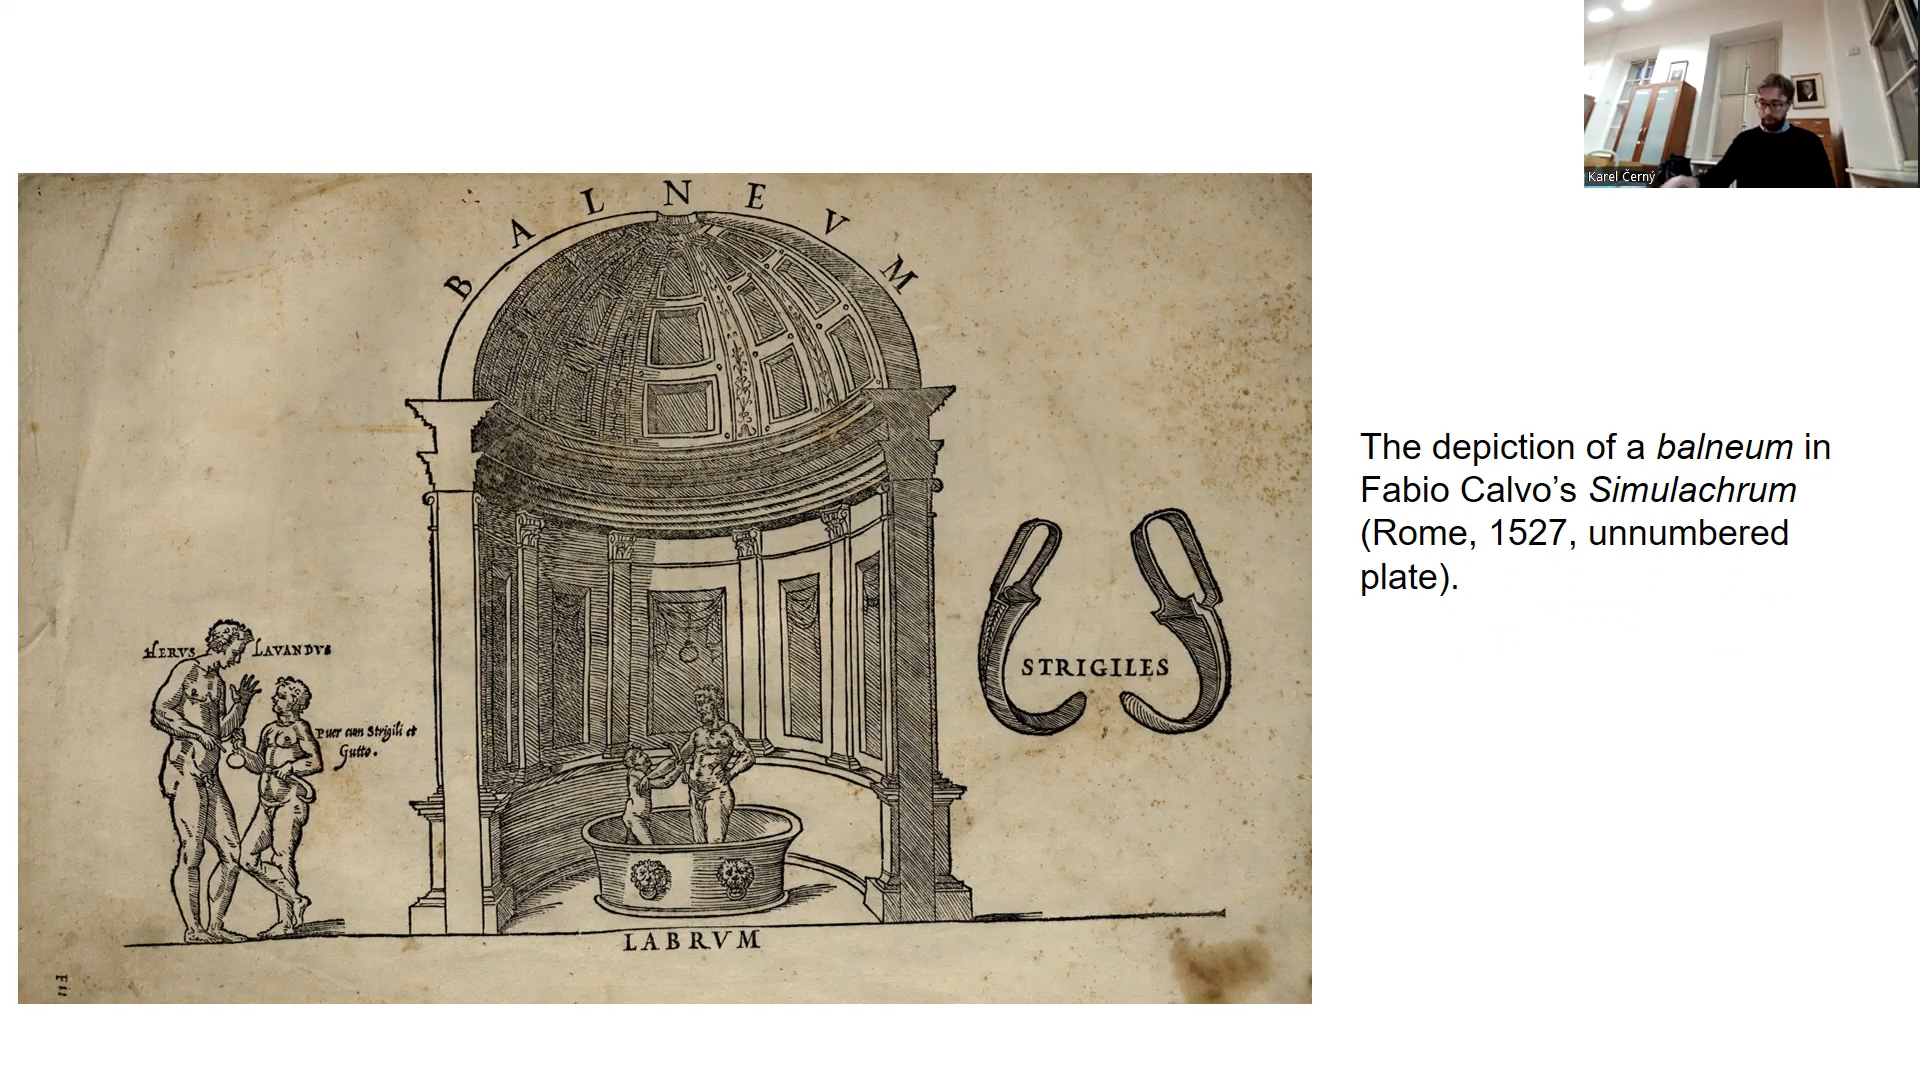 Karel Černý
BALNEVM
HERVS LAVANDVS
Puer cum Strigili et
Gutto.
STRIGILES
LABRVM
F ii
The depiction of a balneum in
Fabio Calvo’s Simulachrum
(Rome, 1527, unnumbered
plate).